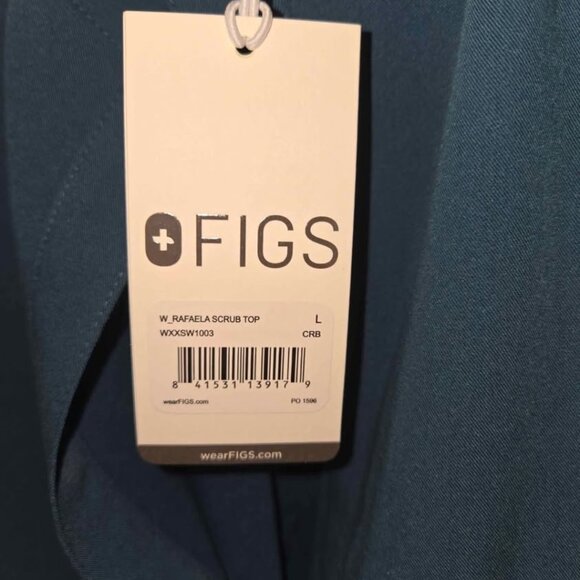 FIGS
W_RAFAELA SCRUB TOP L
WXXSW1003 CRB
8 41531 13917 9
wearFIGS.com PO 1596
wearFIGS.com